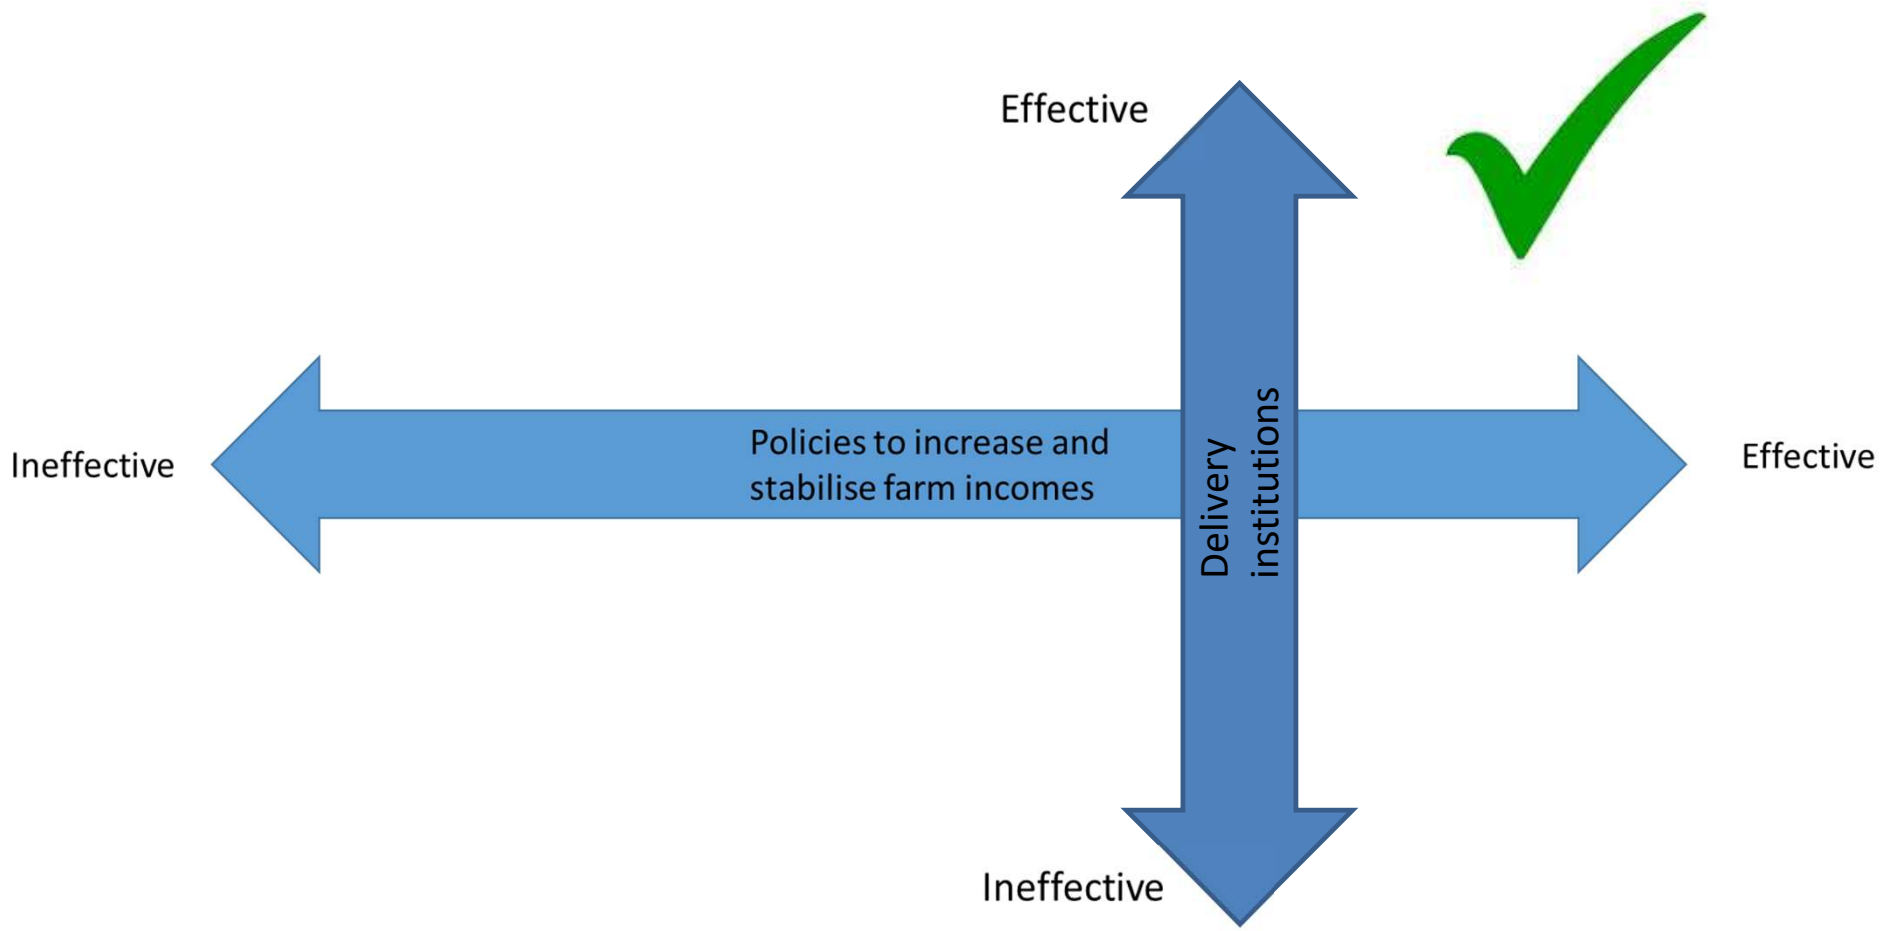 Effective
Ineffective
Policies to increase and
stabilise farm incomes
Delivery
institutions
Effective
Ineffective